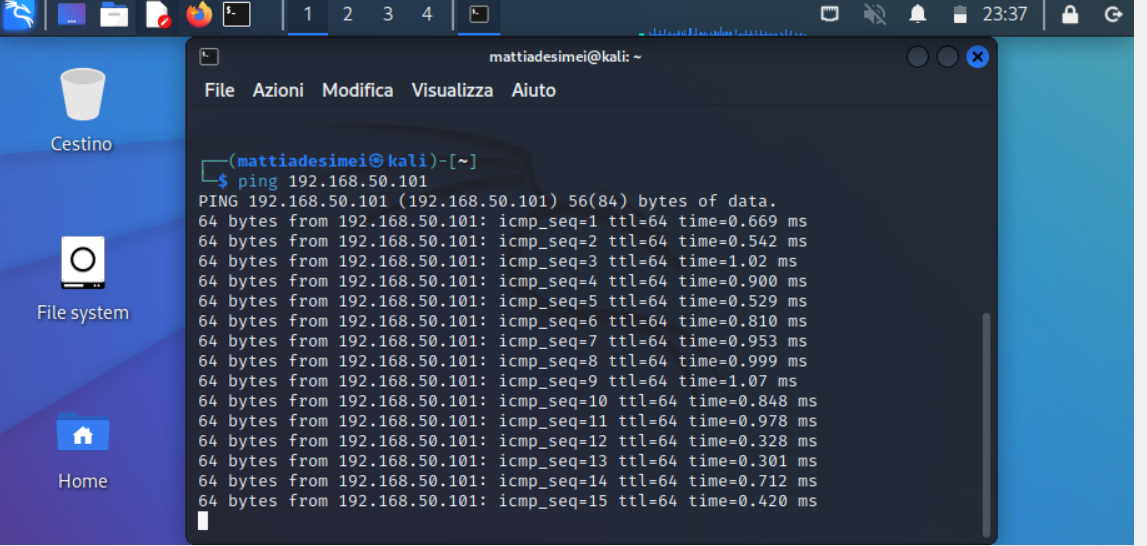 1 2 3 4 23:37
mattiadesimei@kali: ~
File Azioni Modifica Visualizza Aiuto
Cestino
File system
Home
┌──(mattiadesimei㉿kali)-[~]
└─$ ping 192.168.50.101
PING 192.168.50.101 (192.168.50.101) 56(84) bytes of data.
64 bytes from 192.168.50.101: icmp_seq=1 ttl=64 time=0.669 ms
64 bytes from 192.168.50.101: icmp_seq=2 ttl=64 time=0.542 ms
64 bytes from 192.168.50.101: icmp_seq=3 ttl=64 time=1.02 ms
64 bytes from 192.168.50.101: icmp_seq=4 ttl=64 time=0.900 ms
64 bytes from 192.168.50.101: icmp_seq=5 ttl=64 time=0.529 ms
64 bytes from 192.168.50.101: icmp_seq=6 ttl=64 time=0.810 ms
64 bytes from 192.168.50.101: icmp_seq=7 ttl=64 time=0.953 ms
64 bytes from 192.168.50.101: icmp_seq=8 ttl=64 time=0.999 ms
64 bytes from 192.168.50.101: icmp_seq=9 ttl=64 time=1.07 ms
64 bytes from 192.168.50.101: icmp_seq=10 ttl=64 time=0.848 ms
64 bytes from 192.168.50.101: icmp_seq=11 ttl=64 time=0.978 ms
64 bytes from 192.168.50.101: icmp_seq=12 ttl=64 time=0.328 ms
64 bytes from 192.168.50.101: icmp_seq=13 ttl=64 time=0.301 ms
64 bytes from 192.168.50.101: icmp_seq=14 ttl=64 time=0.712 ms
64 bytes from 192.168.50.101: icmp_seq=15 ttl=64 time=0.420 ms